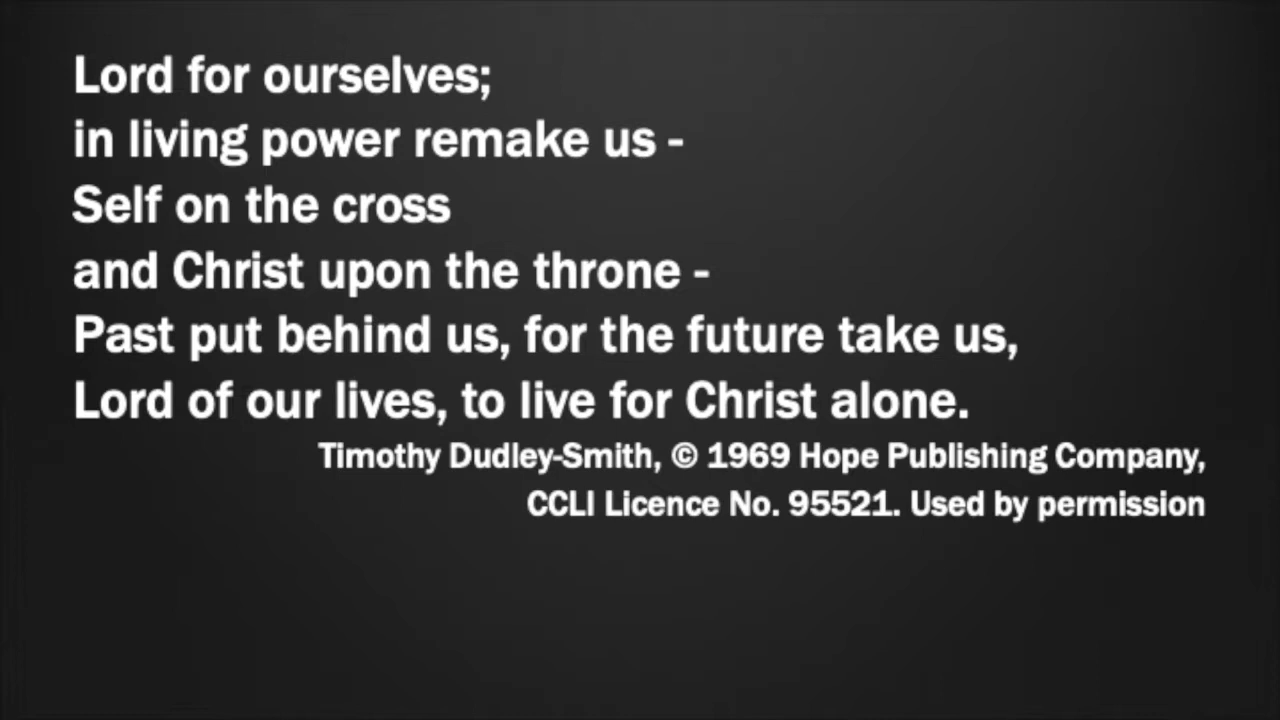 Lord for ourselves;
in living power remake us -
Self on the cross
and Christ upon the throne -
Past put behind us, for the future take us,
Lord of our lives, to live for Christ alone.
Timothy Dudley-Smith, © 1969 Hope Publishing Company,
CCLI Licence No. 95521. Used by permission